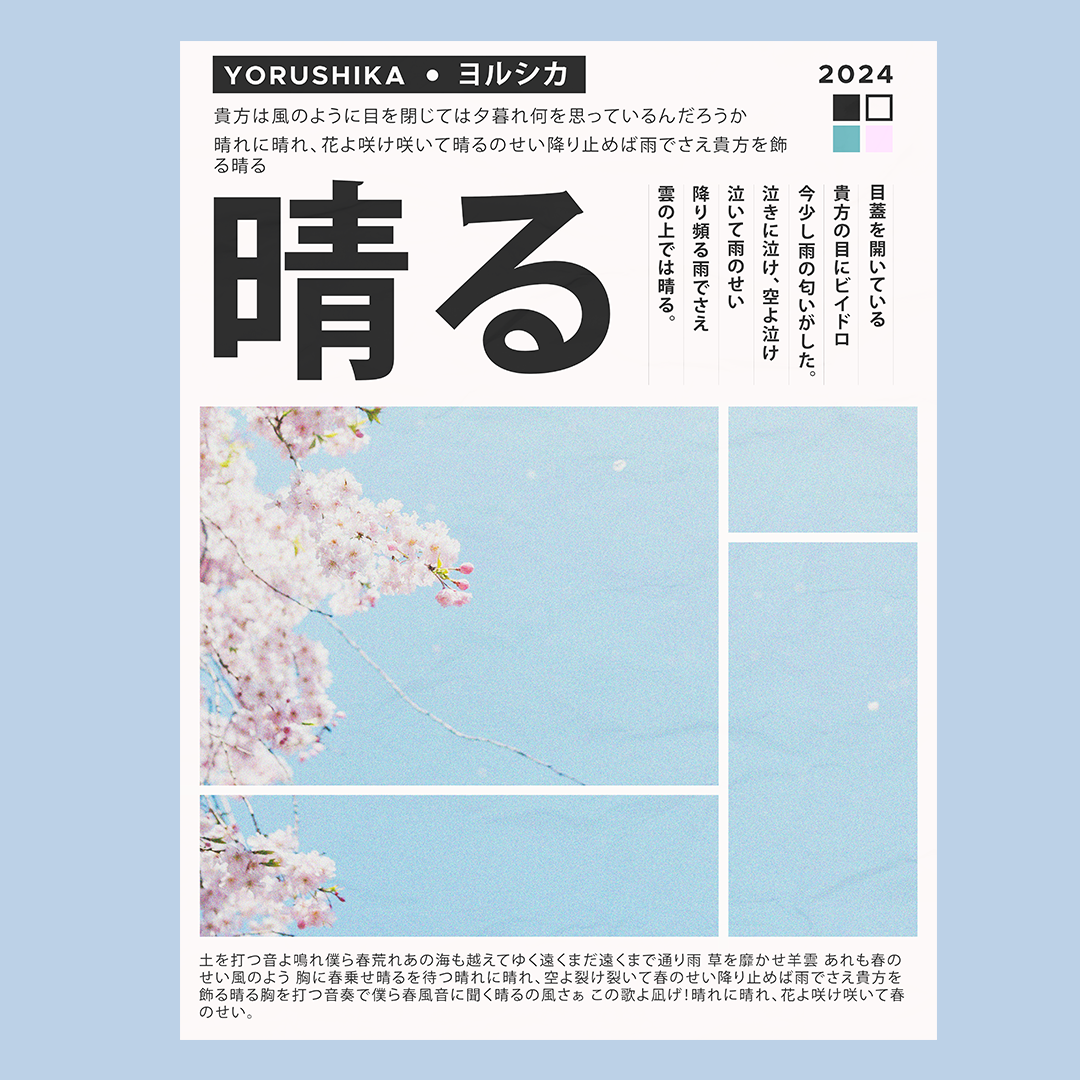 YORUSHIKA ● ヨルシカ
2024
貴方は風のように目を閉じては夕暮れ何を思っているんだろうか
晴れに晴れ、花よ咲け咲いて晴るのせい降り止めば雨でさえ貴方を飾
る晴る
晴る
目蓋を開いている
貴方の目にビイドロ
今少し雨の匂いがした。
泣きに泣け、空よ泣け
泣いて雨のせい
降り頻る雨でさえ
雲の上では晴る。
土を打つ音よ鳴れ僕ら春荒れあの海も越えてゆく遠くまだ遠くまで通り雨 草を靡かせ羊雲 あれも春の
せい風のよう 胸に春乗せ晴るを待つ晴れに晴れ、空よ裂け裂いて春のせい降り止めば雨でさえ貴方を
飾る晴る胸を打つ音奏で僕ら春風音に聞く晴るの風さぁ この歌よ凪げ！晴れに晴れ、花よ咲け咲いて春
のせい。